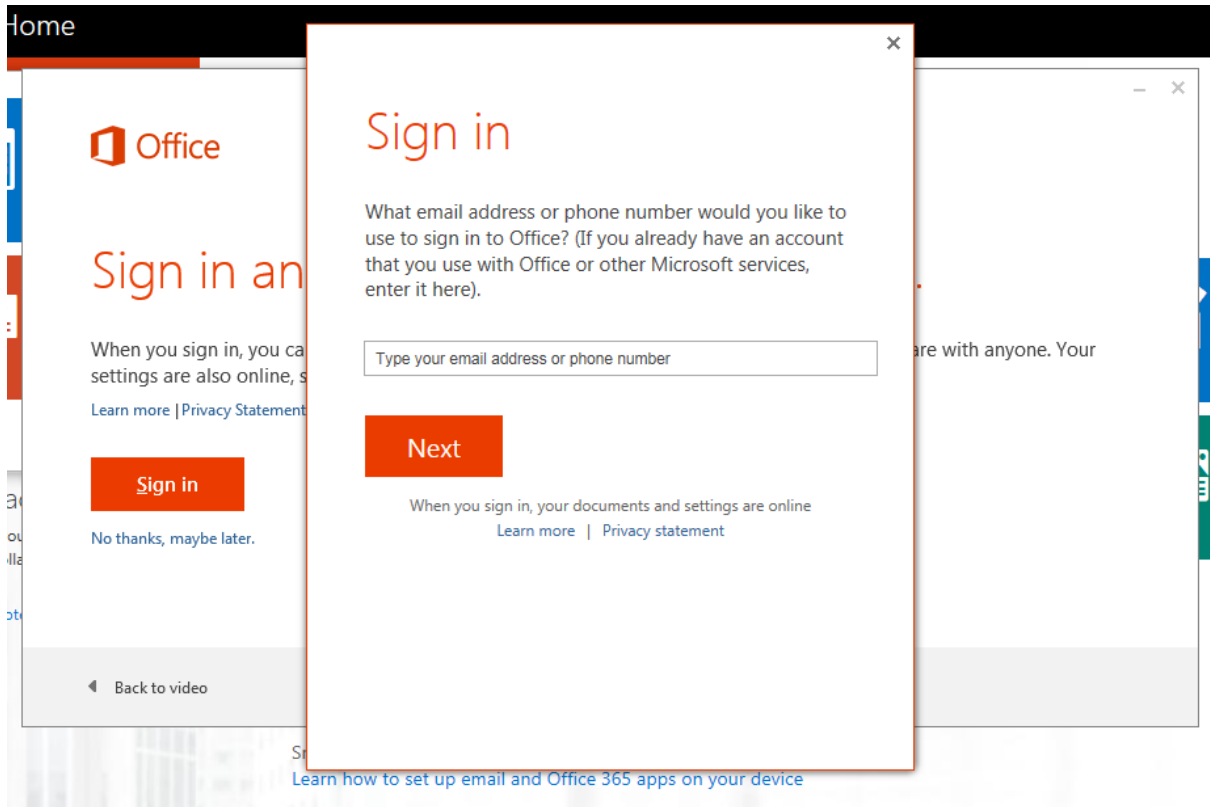 Home
Office
Sign in an
When you sign in, you ca
are with anyone. Your
settings are also online, s
Learn more | Privacy Statement
Sign in
No thanks, maybe later.
Back to video
Sign in
What email address or phone number would you like to
use to sign in to Office? (If you already have an account
that you use with Office or other Microsoft services,
enter it here).
Type your email address or phone number
Next
When you sign in, your documents and settings are online
Learn more | Privacy statement
Learn how to set up email and Office 365 apps on your device